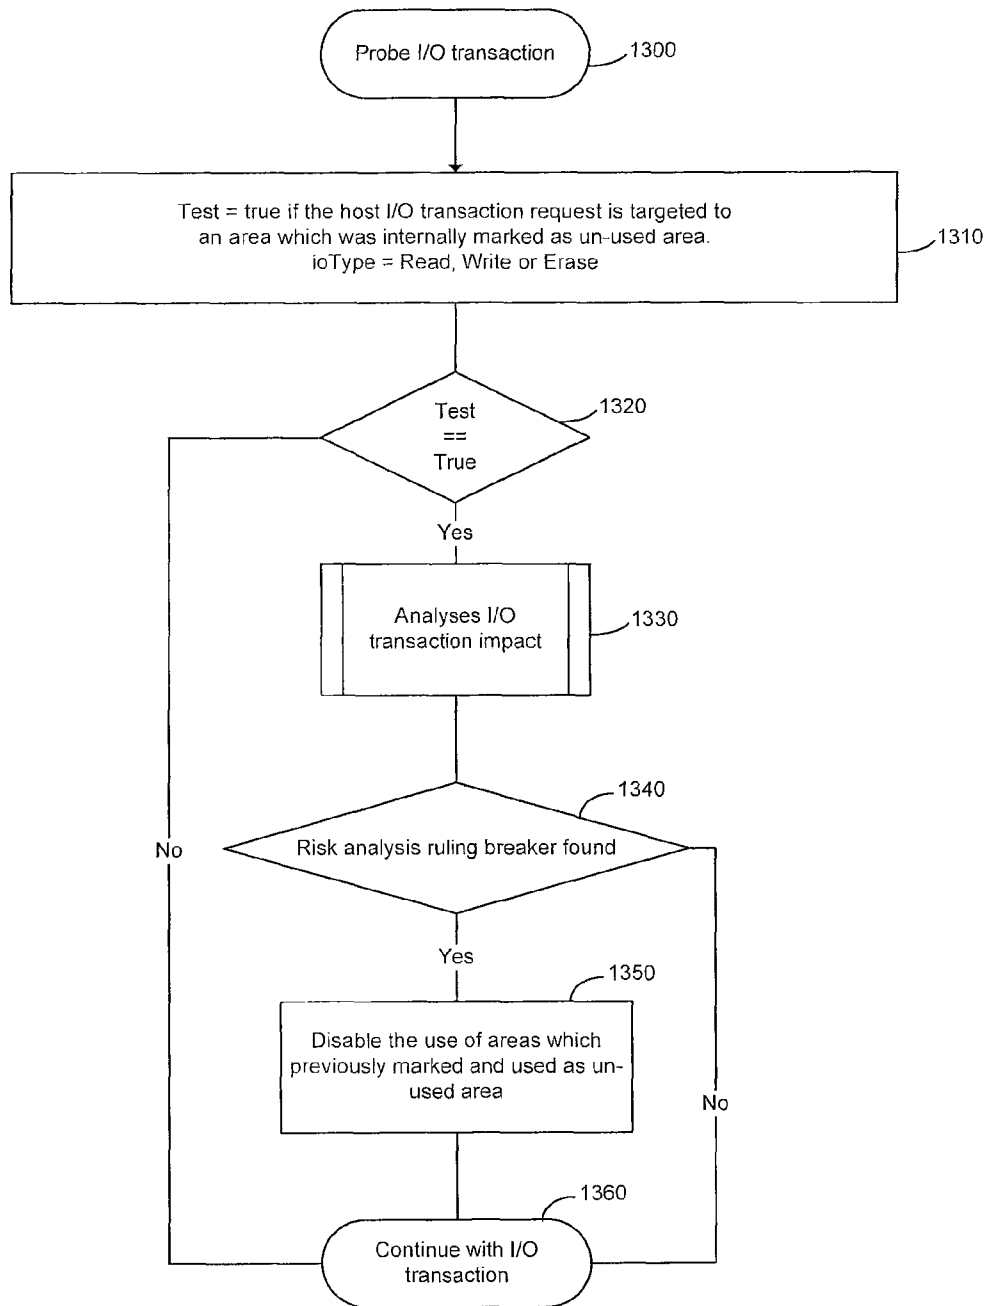 Probe I/O transaction
1300
Test = true if the host I/O transaction request is targeted to
an area which was internally marked as un-used area.
ioType = Read, Write or Erase
1310
1320
Test
==
True
Yes
Analyses I/O
transaction impact
1330
1340
Risk analysis ruling breaker found
No
Yes
1350
Disable the use of areas which
previously marked and used as un-
used area
No
1360
Continue with I/O
transaction